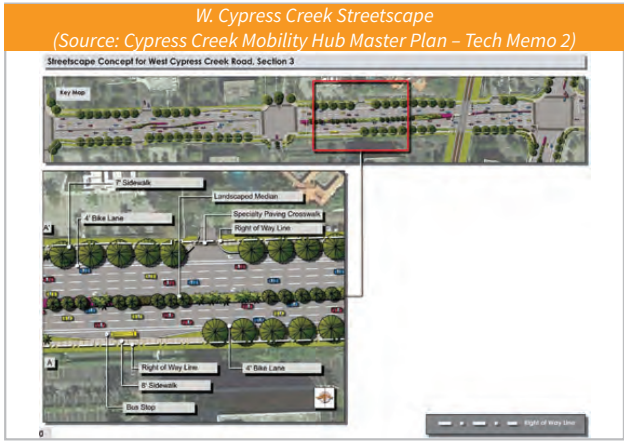 W. Cypress Creek Streetscape
(Source: Cypress Creek Mobility Hub Master Plan – Tech Memo 2)
Streetscape Concept for West Cypress Creek Road, Section 3
Key Map
7' Sidewalk
Landscaped Median
4' Bike Lane
Specialty Paving Crosswalk
Right of Way Line
A'
A
Right of Way Line
4' Bike Lane
8' Sidewalk
Bus Stop
Right of Way Line